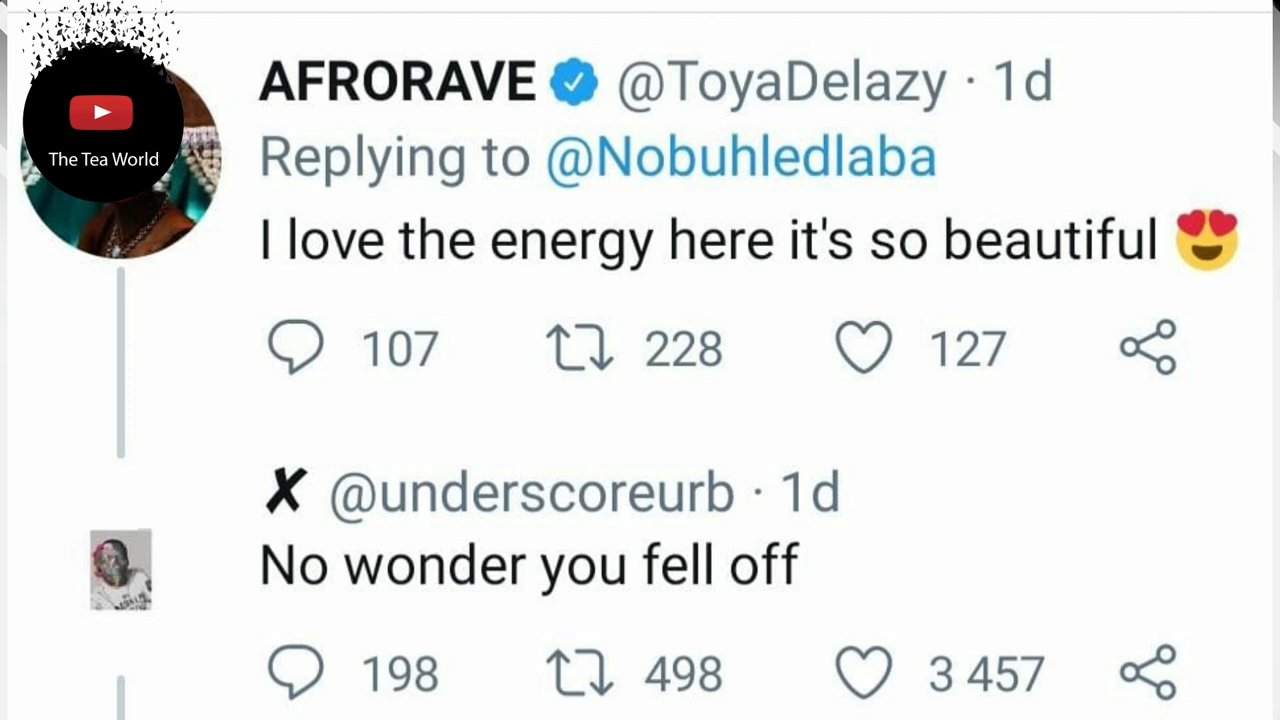 The Tea World
AFRORAVE @ToyaDelazy · 1d
Replying to @Nobuhledlaba
I love the energy here it's so beautiful 😍
107 228 127
✗ @underscoreurb · 1d
No wonder you fell off
198 498 3 457